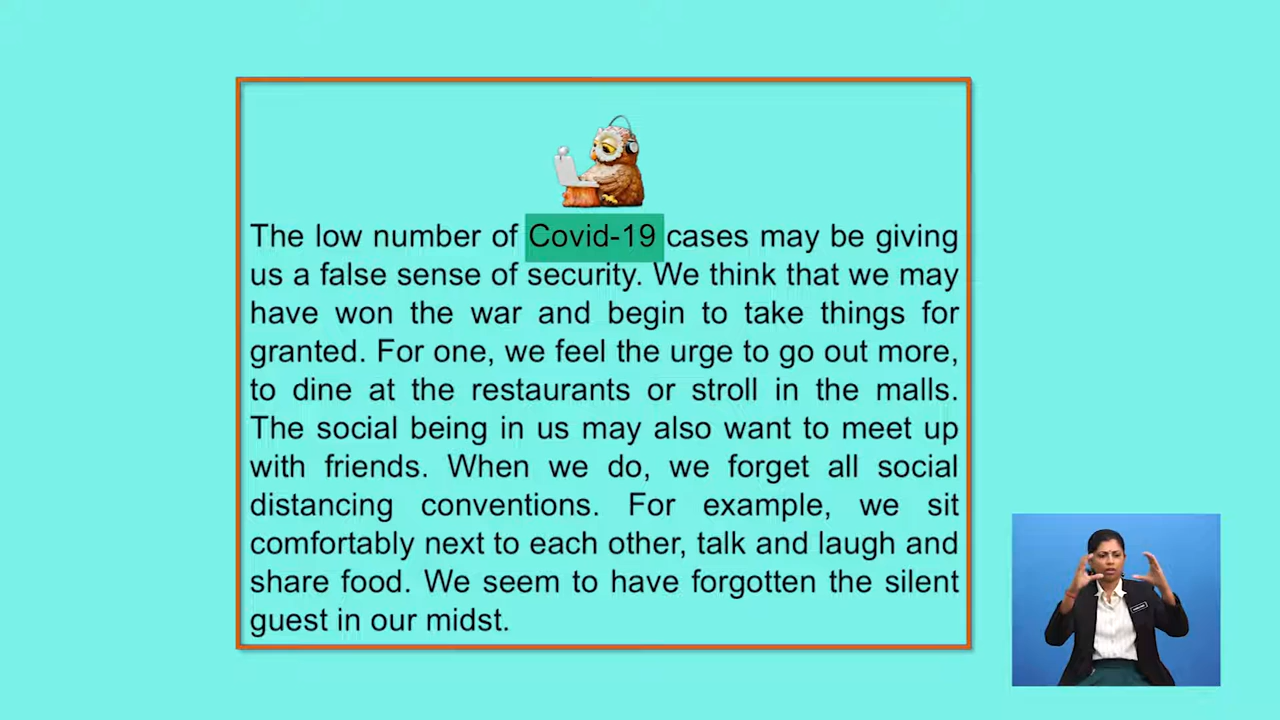 The low number of Covid-19 cases may be giving
us a false sense of security. We think that we may
have won the war and begin to take things for
granted. For one, we feel the urge to go out more,
to dine at the restaurants or stroll in the malls.
The social being in us may also want to meet up
with friends. When we do, we forget all social
distancing conventions. For example, we sit
comfortably next to each other, talk and laugh and
share food. We seem to have forgotten the silent
guest in our midst.